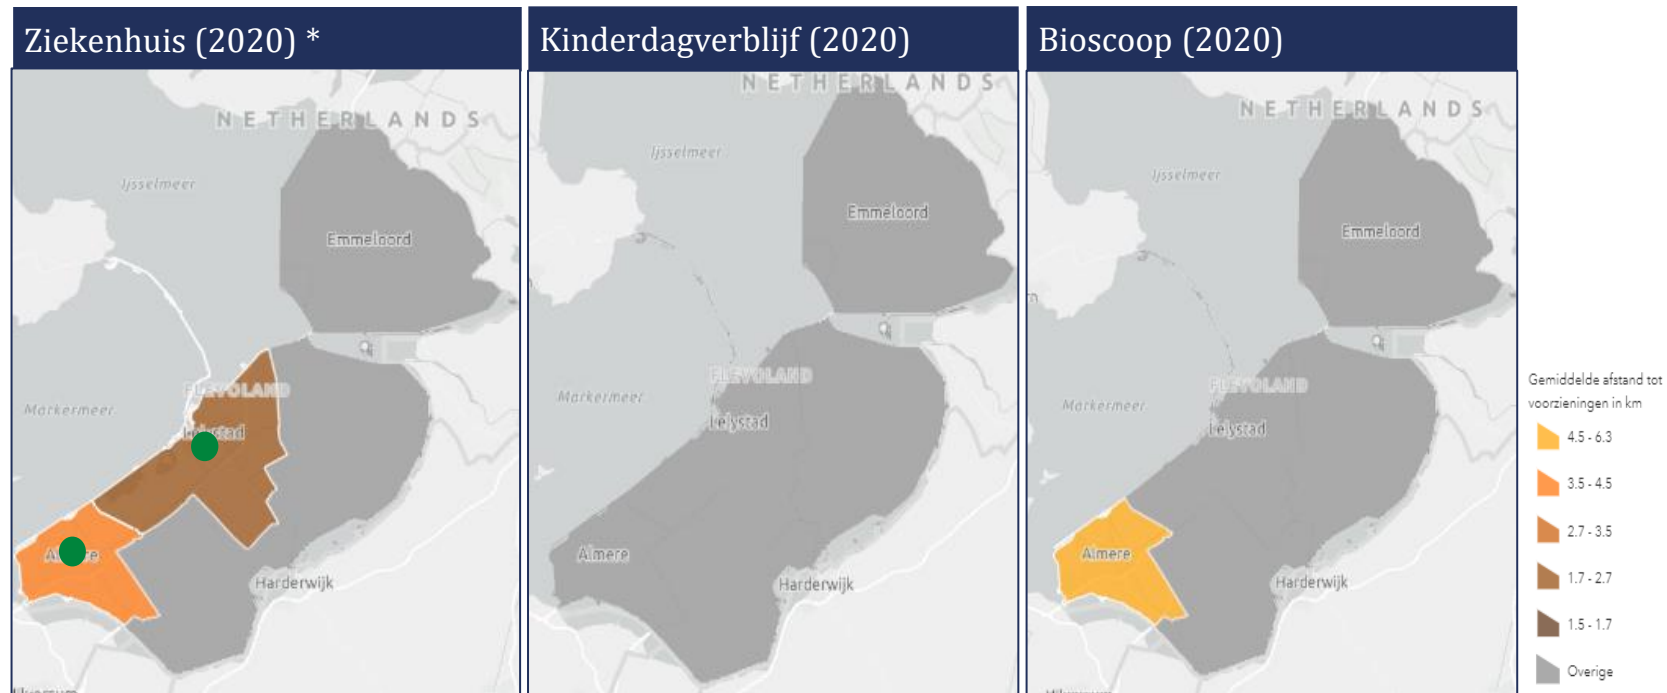 Ziekenhuis (2020) *
NETHERLANDS
Ijsselmeer
Emmeloord
FLEVOLAND
Markermeer
Lelystad
Almere
Harderwijk
Kinderdagverblijf (2020)
NETHERLANDS
Ijsselmeer
Emmeloord
FLEVOLAND
Markermeer
Lelystad
Almere
Harderwijk
Bioscoop (2020)
NETHERLANDS
Ijsselmeer
Emmeloord
FLEVOLAND
Markermeer
Lelystad
Almere
Harderwijk
Gemiddelde afstand tot
voorzieningen in km
4.5 - 6.3
3.5 - 4.5
2.7 - 3.5
1.7 - 2.7
1.5 - 1.7
Overige